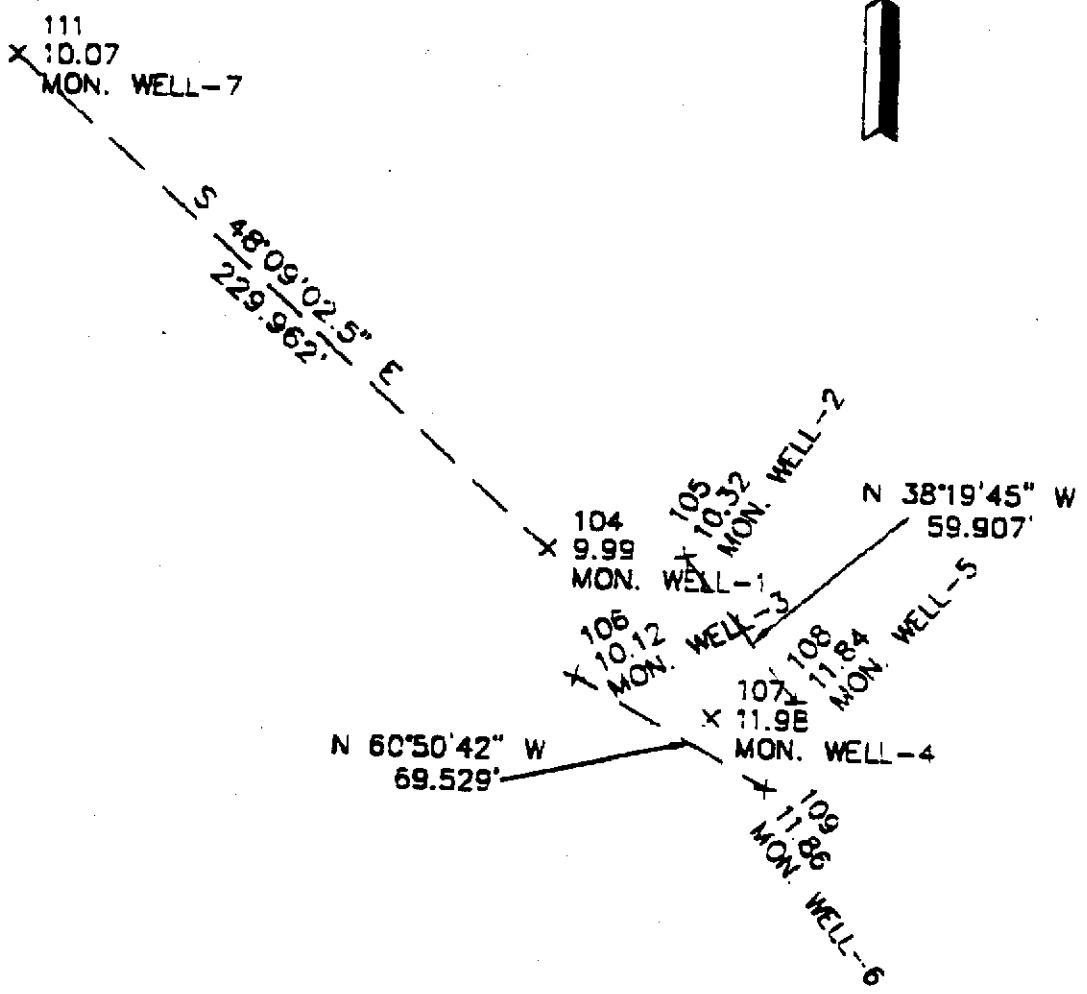 111
10.07
MON. WELL-7
S 48°09'02.5" E
229.962'
104
9.99
MON. WELL-1
105
10.32
MON. WELL-2
N 38°19'45" W
59.907'
106
10.12
MON. WELL-3
108
11.84
MON. WELL-5
107
11.98
MON. WELL-4
N 60°50'42" W
69.529'
109
11.86
MON. WELL-6